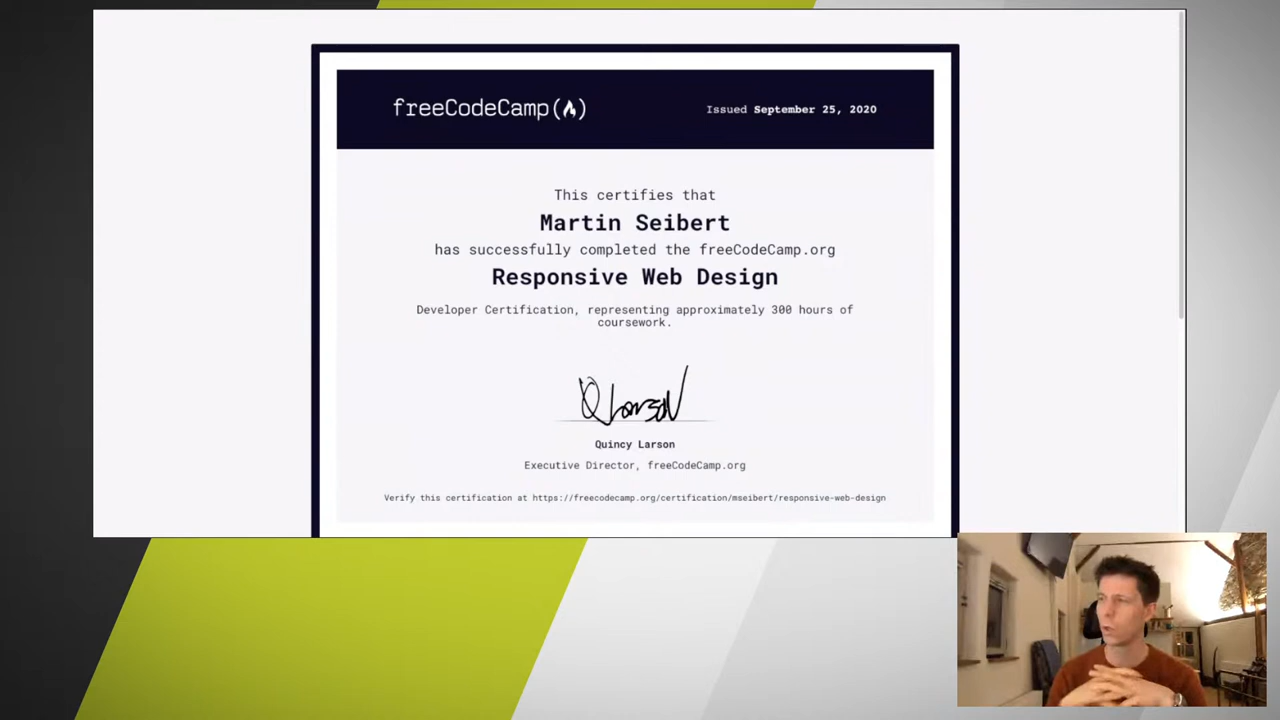 freeCodeCamp
Issued September 25, 2020
This certifies that
Martin Seibert
has successfully completed the freeCodeCamp.org
Responsive Web Design
Developer Certification, representing approximately 300 hours of
coursework.
Q Larson
Quincy Larson
Executive Director, freeCodeCamp.org
Verify this certification at https://freecodecamp.org/certification/mseibert/responsive-web-design